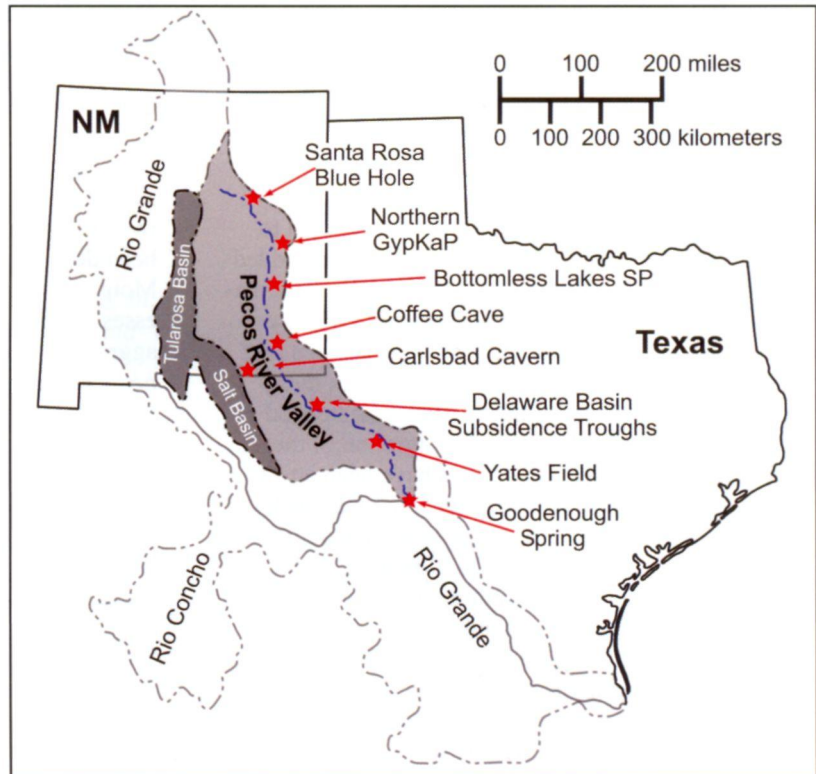 0 100 200 miles
0 100 200 300 kilometers
NM
Texas
Santa Rosa
Blue Hole
Northern
GypKaP
Bottomless Lakes SP
Coffee Cave
Carlsbad Cavern
Delaware Basin
Subsidence Troughs
Yates Field
Goodenough
Spring
Rio Grande
Tularosa Basin
Pecos River Valley
Salt Basin
Rio Concho
Rio Grande